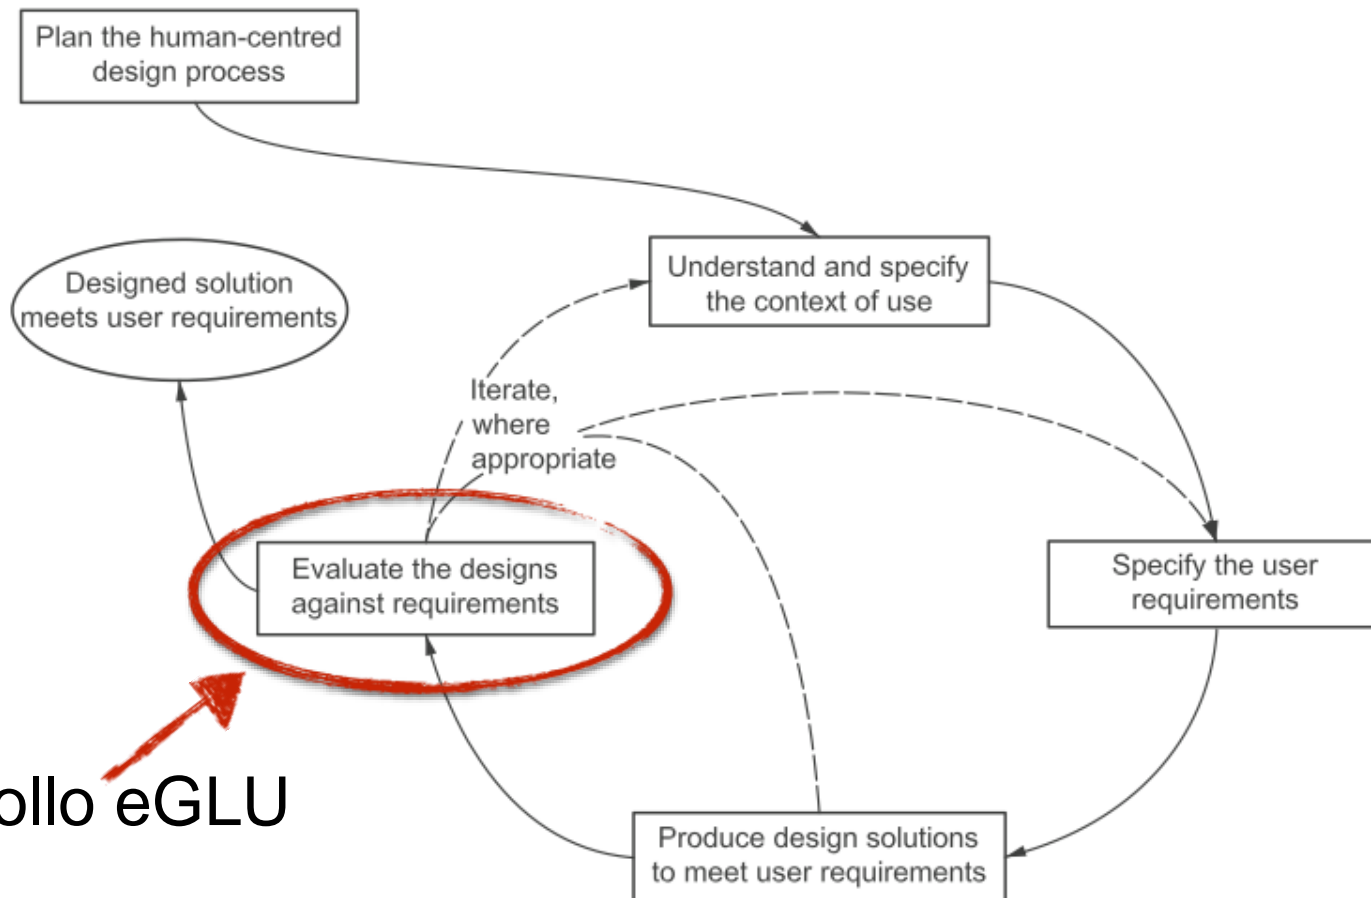 Plan the human-centred
design process
Designed solution
meets user requirements
Understand and specify
the context of use
Iterate,
where
appropriate
Evaluate the designs
against requirements
Specify the user
requirements
ollo eGLU
Produce design solutions
to meet user requirements